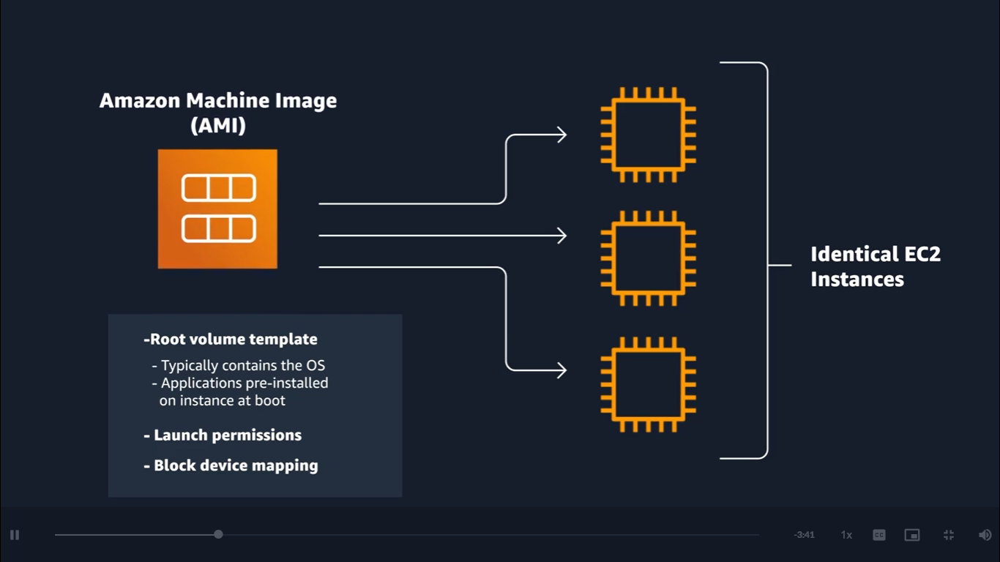 Amazon Machine Image
(AMI)
-Root volume template
- Typically contains the OS
- Applications pre-installed
on instance at boot
- Launch permissions
- Block device mapping
Identical EC2
Instances
-3:41
1x
CC